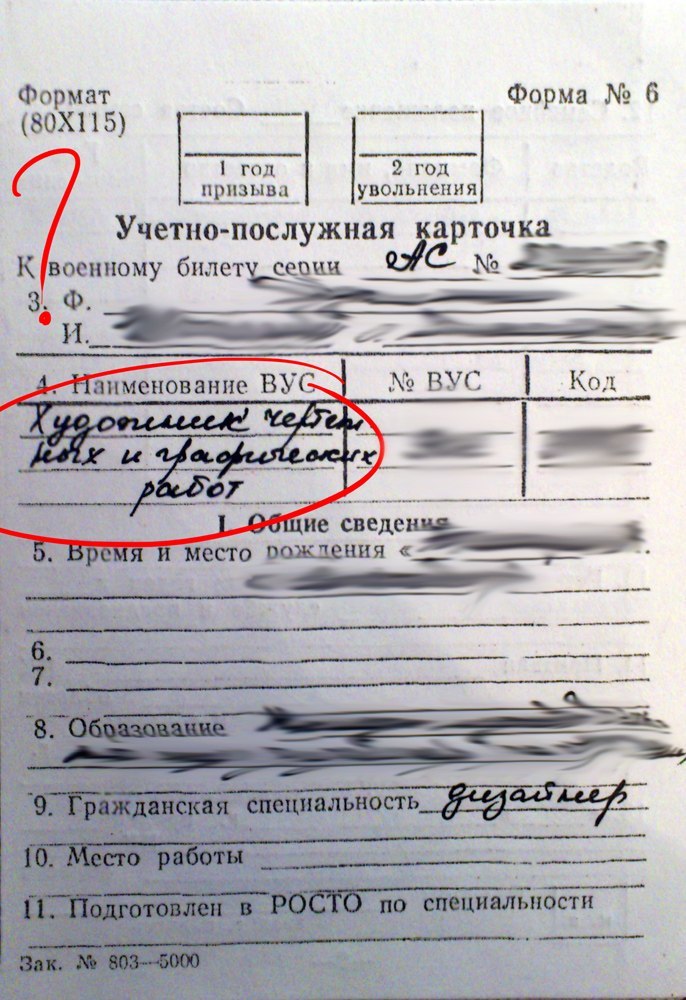 Формат
Форма № 6
(80X115)
1 год
призыва
2 год
увольнения
Учетно-послужная карточка
К военному билету серии АС №
3. Ф.
И.
4. Наименование ВУС
№ ВУС
Код
Художник чертеж
ных и графических
работ
I. Общие сведения
5. Время и место рождения «
6.
7.
8. Образование
9. Гражданская специальность дизайнер
10. Место работы
11. Подготовлен в РОСТО по специальности
Зак. № 803—5000